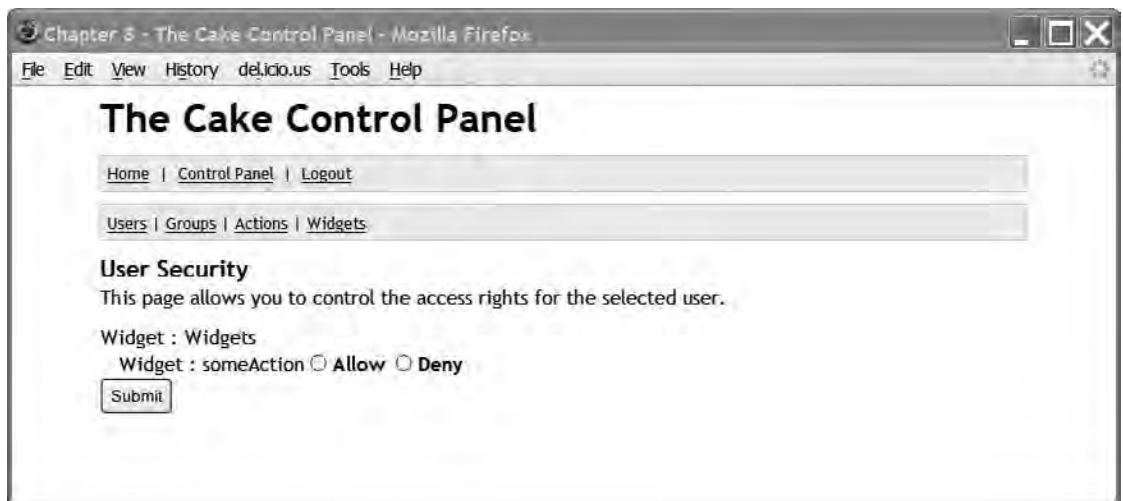 Chapter 8 - The Cake Control Panel - Mozilla Firefox
File Edit View History del.icio.us Tools Help
The Cake Control Panel
Home | Control Panel | Logout
Users | Groups | Actions | Widgets
User Security
This page allows you to control the access rights for the selected user.
Widget : Widgets
Widget : someAction Allow Deny
Submit